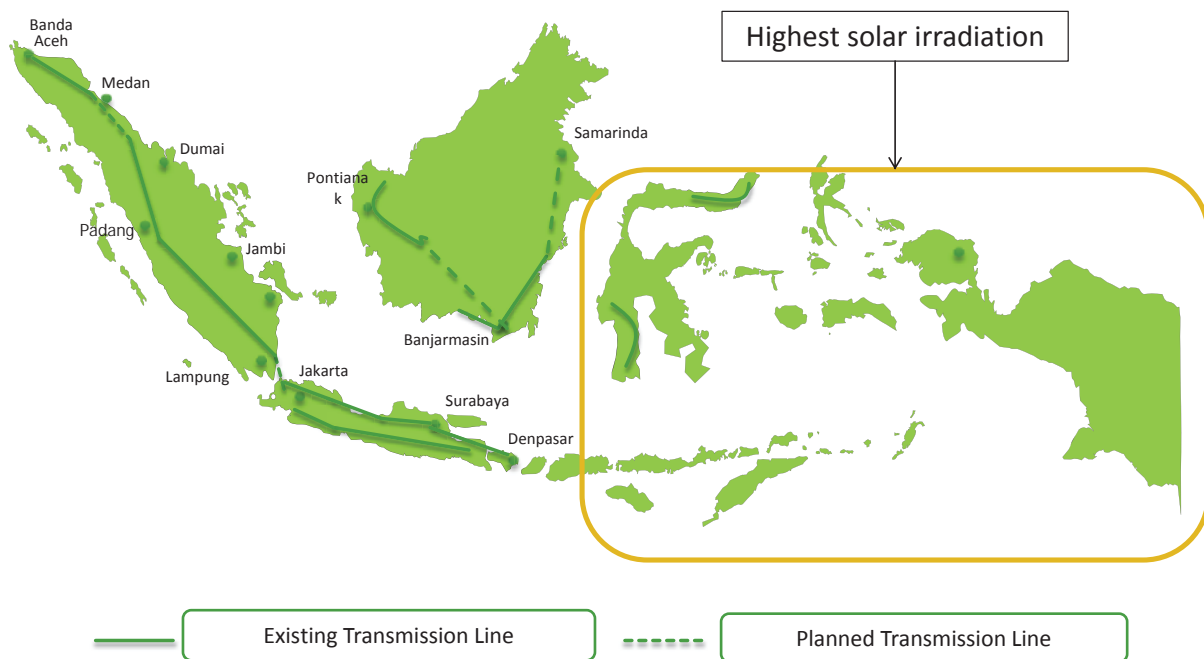 Banda
Aceh
Highest solar irradiation
Medan
Samarinda
Dumai
Pontiana
k
Padang
Jambi
Banjarmasin
Lampung
Jakarta
Surabaya
Denpasar
Existing Transmission Line
Planned Transmission Line